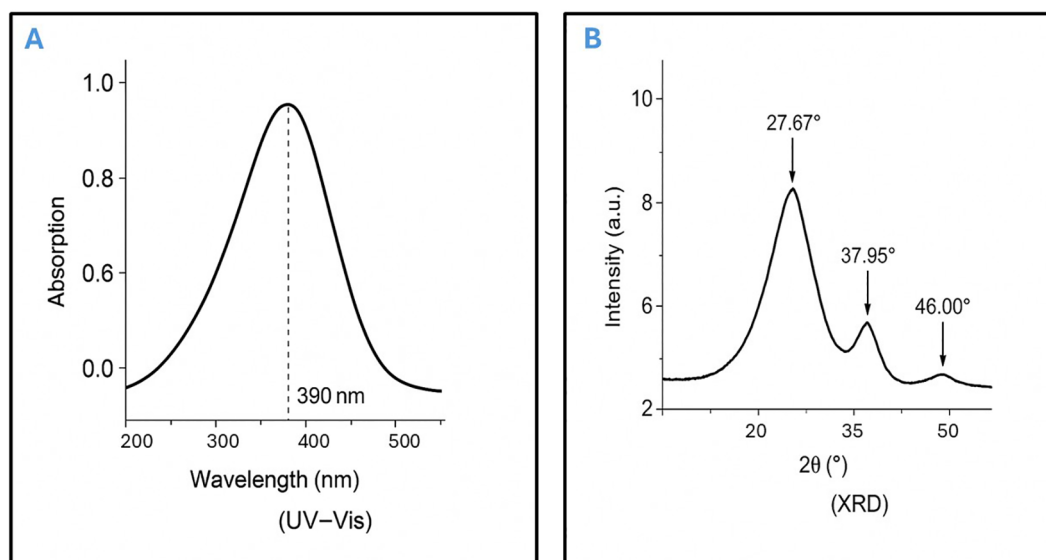 A
1.0
0.8
0.6
0.0
Absorption
390 nm
200 300 400 500
Wavelength (nm)
(UV–Vis)
B
10
8
6
2
Intensity (a.u.)
27.67°
37.95°
46.00°
20 35 50
2θ (°)
(XRD)